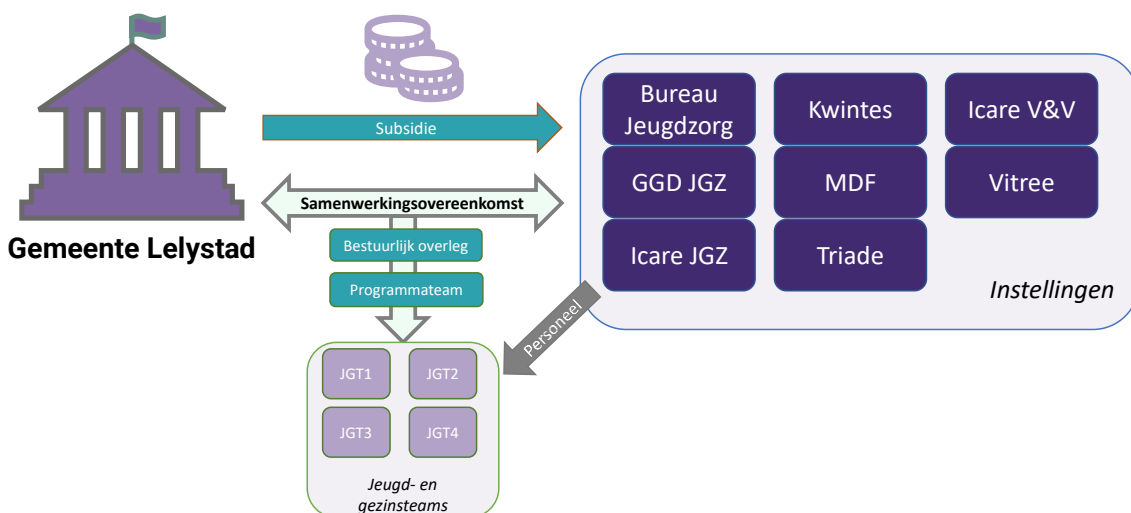 Gemeente Lelystad
Subsidie
Samenwerkingsovereenkomst
Bestuurlijk overleg
Programmateam
Bureau
Jeugdzorg
Kwintes
Icare V&V
GGD JGZ
MDF
Vitree
Icare JGZ
Triade
Instellingen
Personeel
JGT1
JGT2
JGT3
JGT4
Jeugd- en
gezinsteams